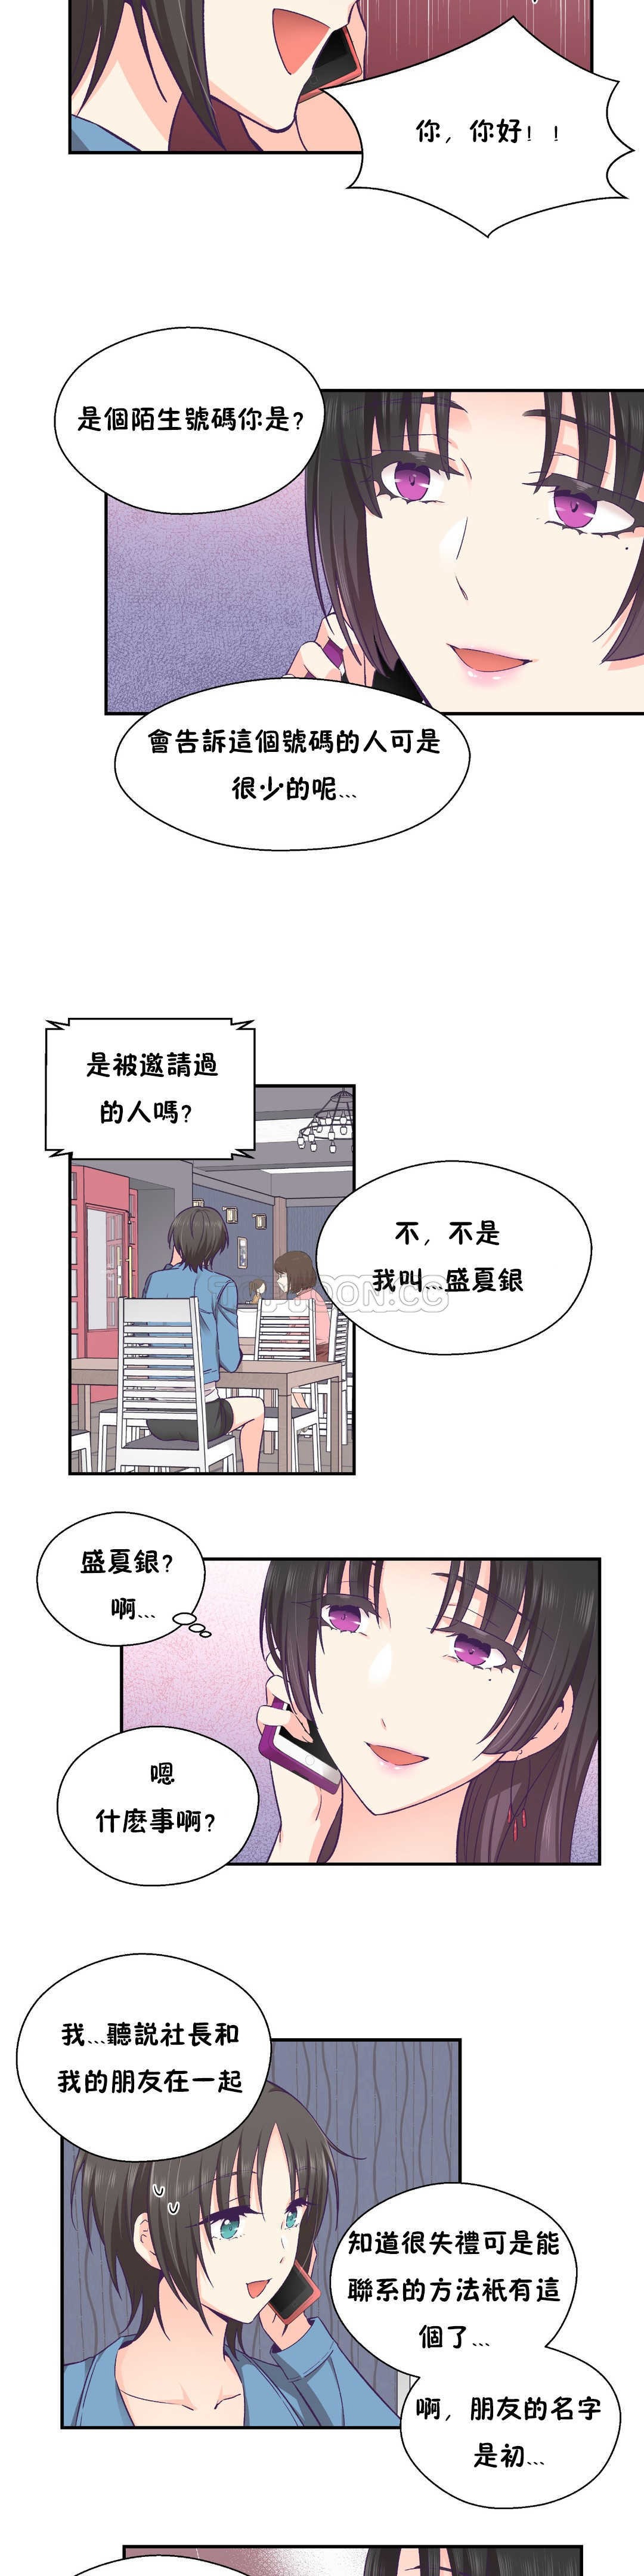 你，你好！！
是個陌生號碼你是？
會告訴這個號碼的人可是
很少的呢...
是被邀請過
的人嗎？
不，不是
我叫...盛夏銀
TOPTOON.CC
盛夏銀？
啊...
嗯
什麽事啊？
我...聽説社長和
我的朋友在一起
知道很失禮可是能
聯系的方法衹有這
個了...
啊，朋友的名字
是初...